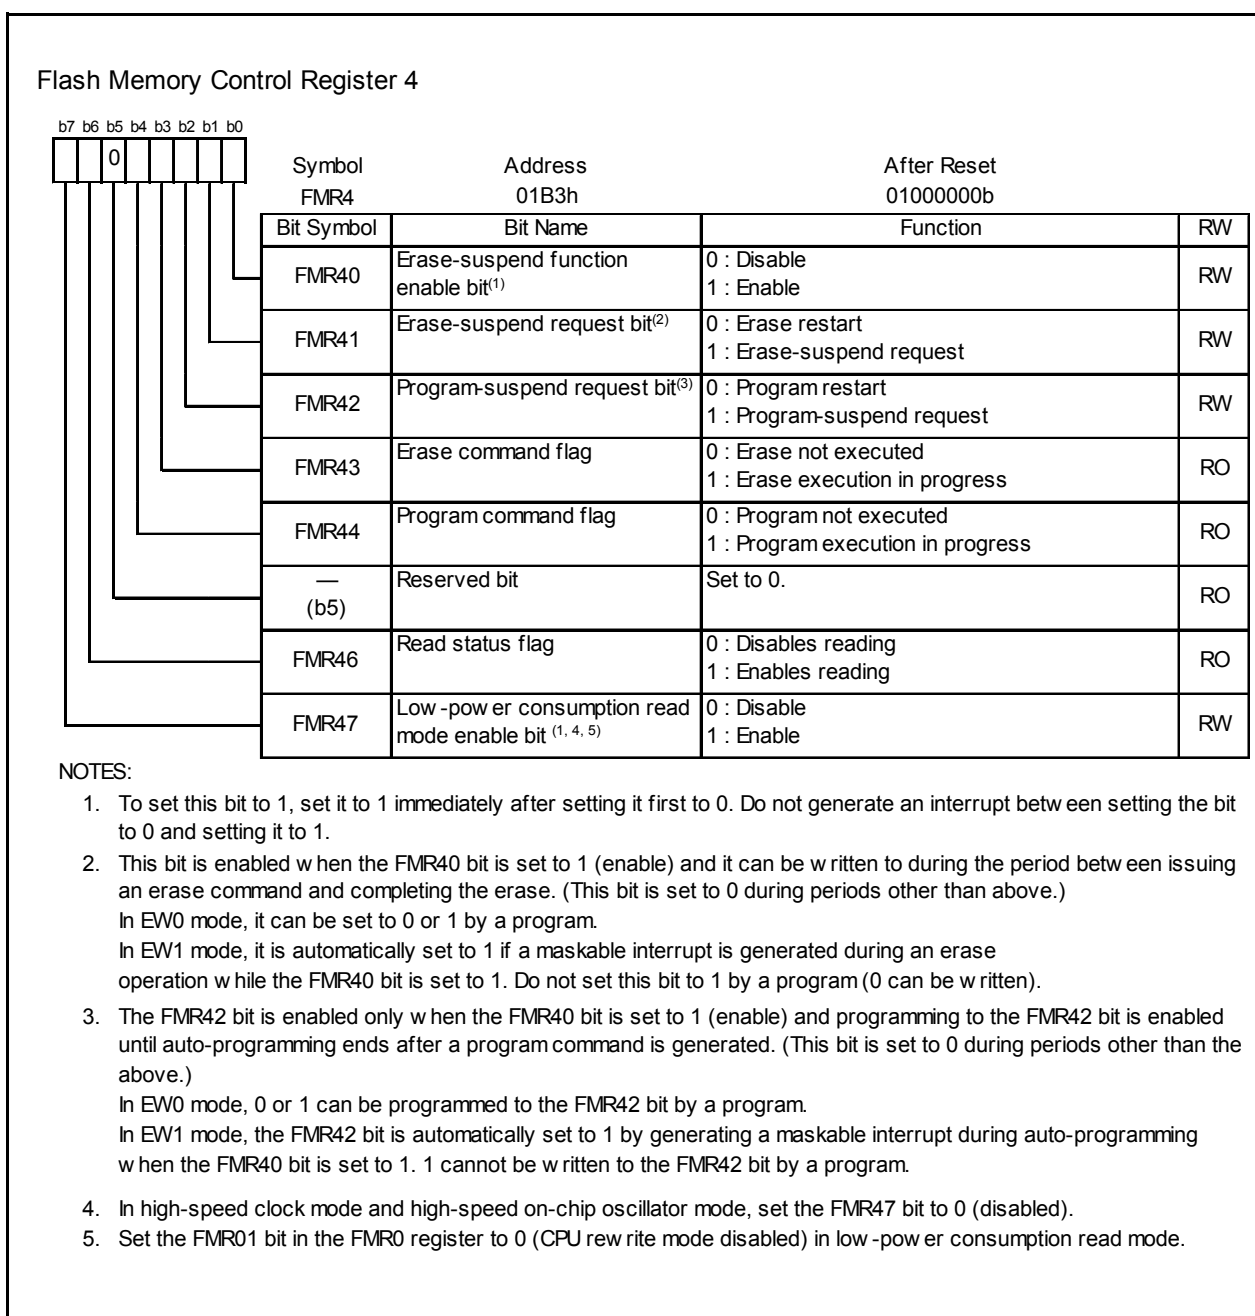 Flash Memory Control Register 4
b7 b6 b5 b4 b3 b2 b1 b0
0
Symbol Address After Reset
FMR4 01B3h 01000000b
Bit Symbol Bit Name Function RW
FMR40 Erase-suspend function enable bit(1) 0 : Disable 1 : Enable RW
FMR41 Erase-suspend request bit(2) 0 : Erase restart 1 : Erase-suspend request RW
FMR42 Program-suspend request bit(3) 0 : Program restart 1 : Program-suspend request RW
FMR43 Erase command flag 0 : Erase not executed 1 : Erase execution in progress RO
FMR44 Program command flag 0 : Program not executed 1 : Program execution in progress RO
— (b5) Reserved bit Set to 0. RO
FMR46 Read status flag 0 : Disables reading 1 : Enables reading RO
FMR47 Low-power consumption read mode enable bit (1, 4, 5) 0 : Disable 1 : Enable RW
NOTES:
1. To set this bit to 1, set it to 1 immediately after setting it first to 0. Do not generate an interrupt between setting the bit
to 0 and setting it to 1.
2. This bit is enabled when the FMR40 bit is set to 1 (enable) and it can be written to during the period between issuing
an erase command and completing the erase. (This bit is set to 0 during periods other than above.)
In EW0 mode, it can be set to 0 or 1 by a program.
In EW1 mode, it is automatically set to 1 if a maskable interrupt is generated during an erase
operation while the FMR40 bit is set to 1. Do not set this bit to 1 by a program (0 can be written).
3. The FMR42 bit is enabled only when the FMR40 bit is set to 1 (enable) and programming to the FMR42 bit is enabled
until auto-programming ends after a program command is generated. (This bit is set to 0 during periods other than the
above.)
In EW0 mode, 0 or 1 can be programmed to the FMR42 bit by a program.
In EW1 mode, the FMR42 bit is automatically set to 1 by generating a maskable interrupt during auto-programming
when the FMR40 bit is set to 1. 1 cannot be written to the FMR42 bit by a program.
4. In high-speed clock mode and high-speed on-chip oscillator mode, set the FMR47 bit to 0 (disabled).
5. Set the FMR01 bit in the FMR0 register to 0 (CPU rewrite mode disabled) in low-power consumption read mode.